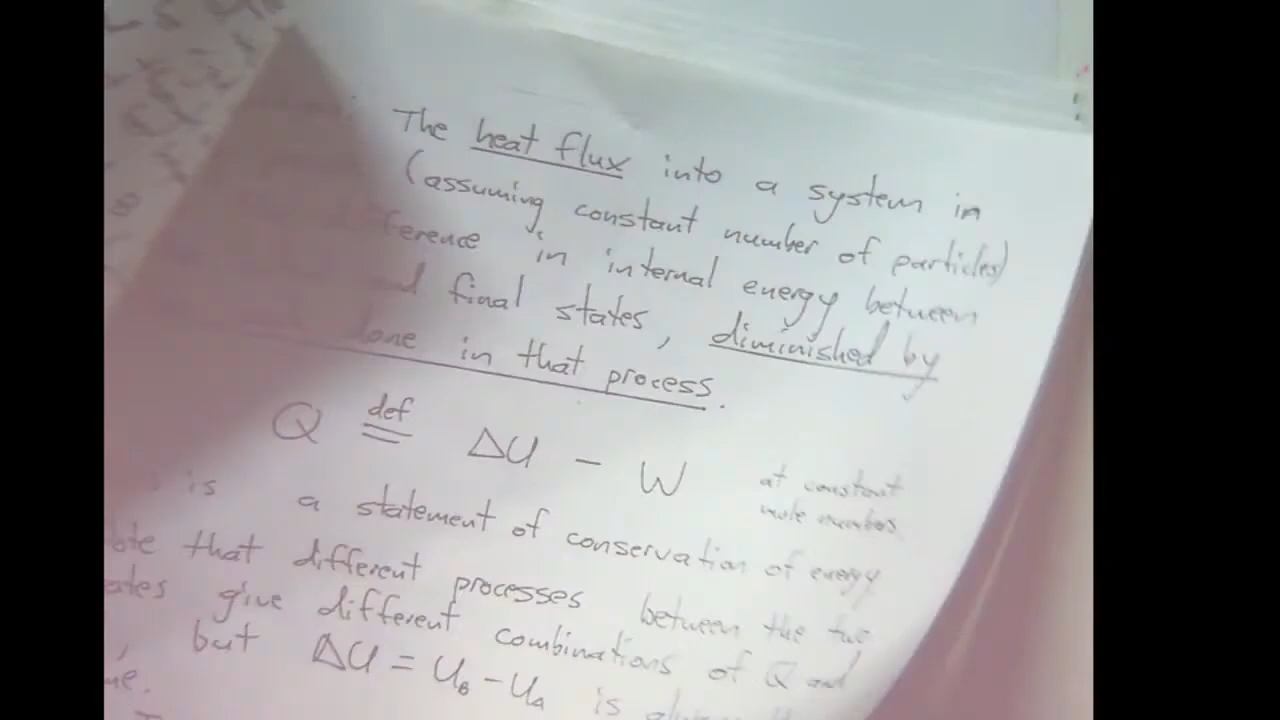 The heat flux into a system in
(assuming constant number of particles)
ference in internal energy between
d final states, diminished by
done in that process.
Q def = ΔU - W at constant
mole numbers.
is a statement of conservation of energy
ote that different processes between the two
ates give different combinations of Q and
, but ΔU = U_B - U_A is
me.